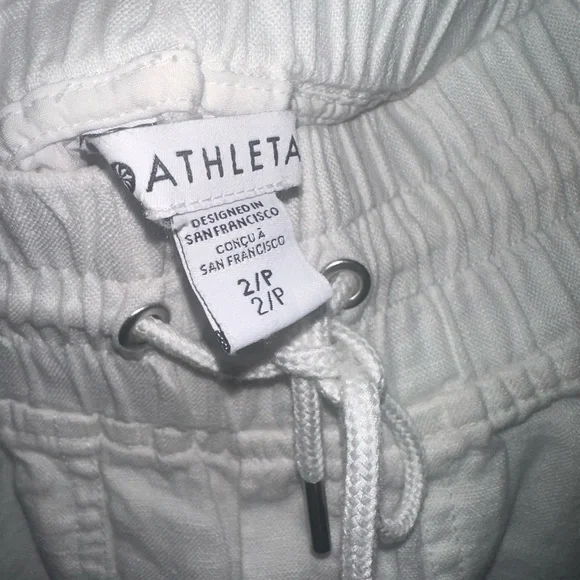 ATHLETA
DESIGNED IN
SAN FRANCISCO
CONÇU À
SAN FRANCISCO
2/P
2/P